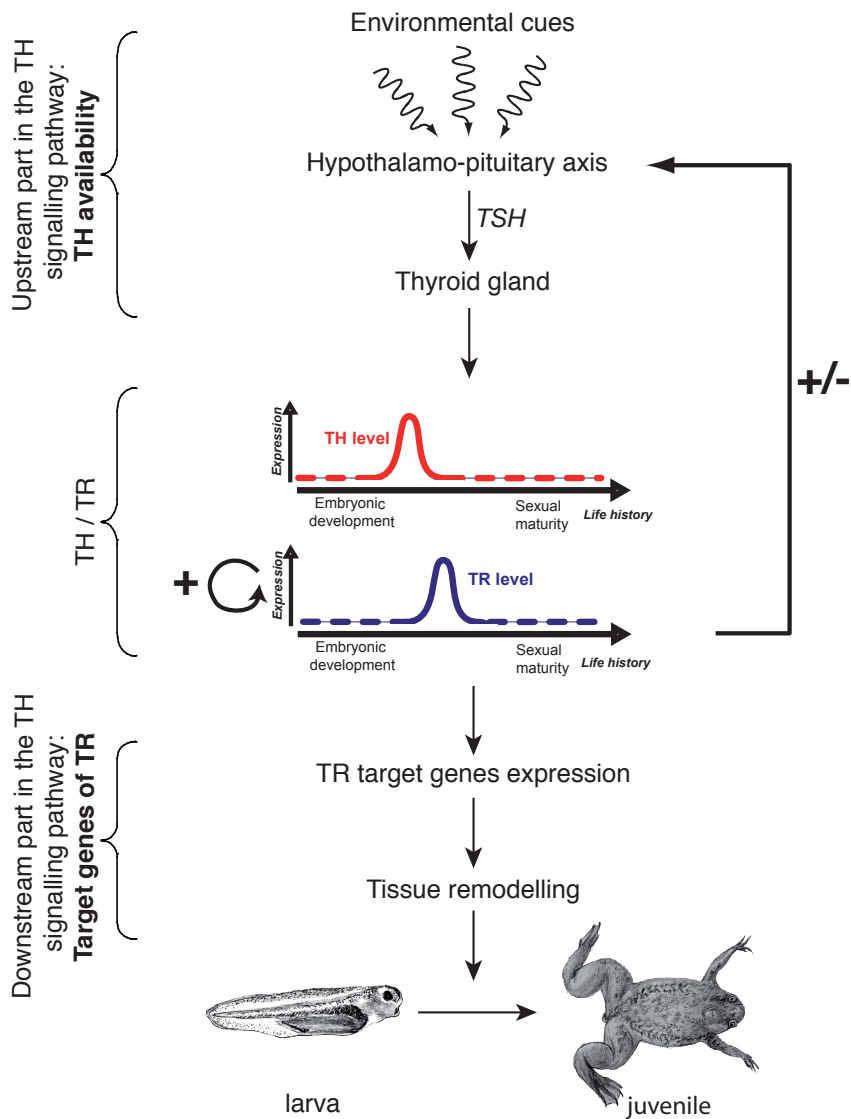 Environmental cues
Upstream part in the TH
signalling pathway:
TH availability
Hypothalamo-pituitary axis
TSH
Thyroid gland
+/-
TH / TR
Expression
TH level
Embryonic
development
Sexual
maturity
Life history
+
Expression
TR level
Embryonic
development
Sexual
maturity
Life history
Downstream part in the TH
signalling pathway:
Target genes of TR
TR target genes expression
Tissue remodelling
larva
juvenile